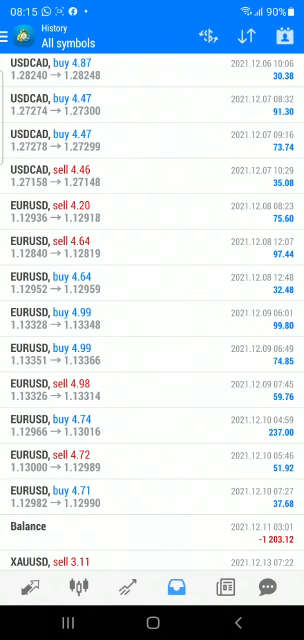 08:15 90%
History
All symbols
USDCAD, buy 4.87 2021.12.06 10:06
1.28240 → 1.28248 30.38
USDCAD, buy 4.47 2021.12.07 08:32
1.27274 → 1.27300 91.30
USDCAD, buy 4.47 2021.12.07 09:16
1.27278 → 1.27299 73.74
USDCAD, sell 4.46 2021.12.07 10:29
1.27158 → 1.27148 35.08
EURUSD, sell 4.20 2021.12.08 08:23
1.12936 → 1.12918 75.60
EURUSD, sell 4.64 2021.12.08 12:07
1.12840 → 1.12819 97.44
EURUSD, buy 4.64 2021.12.08 12:48
1.12952 → 1.12959 32.48
EURUSD, buy 4.99 2021.12.09 06:01
1.13328 → 1.13348 99.80
EURUSD, buy 4.99 2021.12.09 06:49
1.13351 → 1.13366 74.85
EURUSD, sell 4.98 2021.12.09 07:45
1.13326 → 1.13314 59.76
EURUSD, buy 4.74 2021.12.10 04:59
1.12966 → 1.13016 237.00
EURUSD, sell 4.72 2021.12.10 05:46
1.13000 → 1.12989 51.92
EURUSD, buy 4.71 2021.12.10 07:27
1.12982 → 1.12990 37.68
Balance 2021.12.11 03:01
-1 203.12
XAUUSD, sell 3.11 2021.12.13 07:22